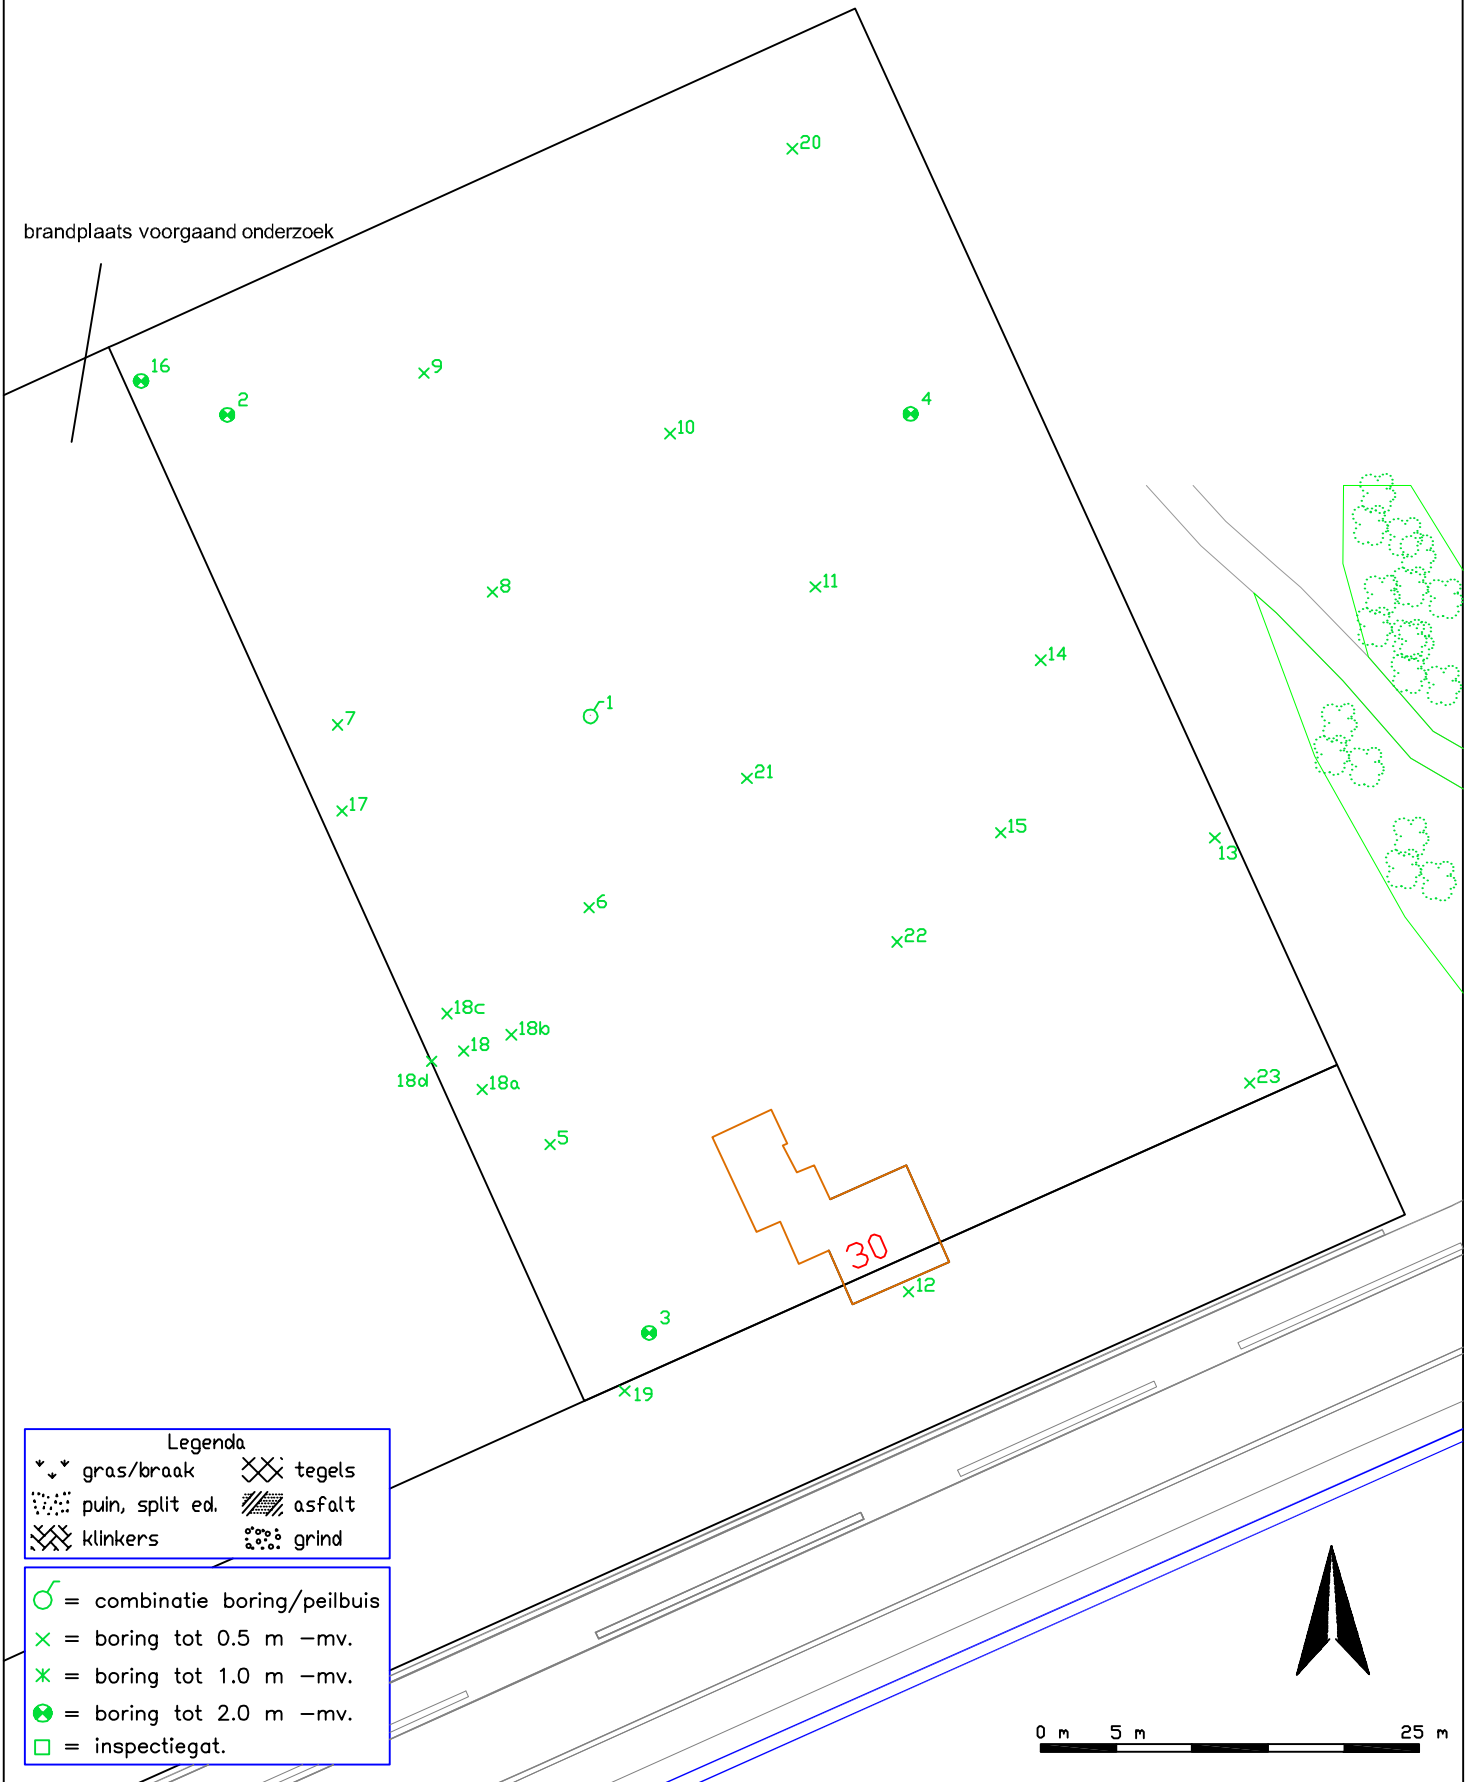 20
brandplaats voorgaand onderzoek
16
9
2
4
10
8
11
14
1
7
21
17
15
13
6
22
18c
18b
18
18d
18a
23
5
30
12
3
19
Legenda
gras/braak
tegels
puin, split ed.
asfalt
klinkers
grind
= combinatie boring/peilbuis
= boring tot 0.5 m -mv.
= boring tot 1.0 m -mv.
= boring tot 2.0 m -mv.
= inspectiegat.
0 m 5 m 25 m